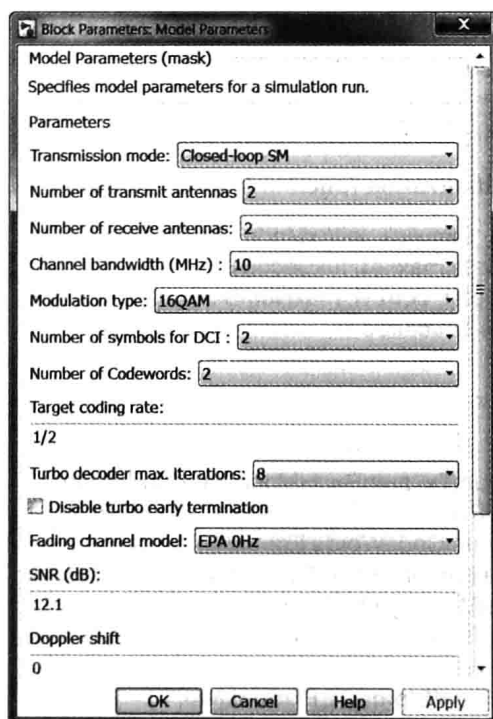 Block Parameters: Model Parameters
Model Parameters (mask)
Specifies model parameters for a simulation run.
Parameters
Transmission mode: Closed-loop SM
Number of transmit antennas 2
Number of receive antennas: 2
Channel bandwidth (MHz) : 10
Modulation type: 16QAM
Number of symbols for DCI : 2
Number of Codewords: 2
Target coding rate:
1/2
Turbo decoder max. iterations: 8
Disable turbo early termination
Fading channel model: EPA 0Hz
SNR (dB):
12.1
Doppler shift
0
OK Cancel Help Apply